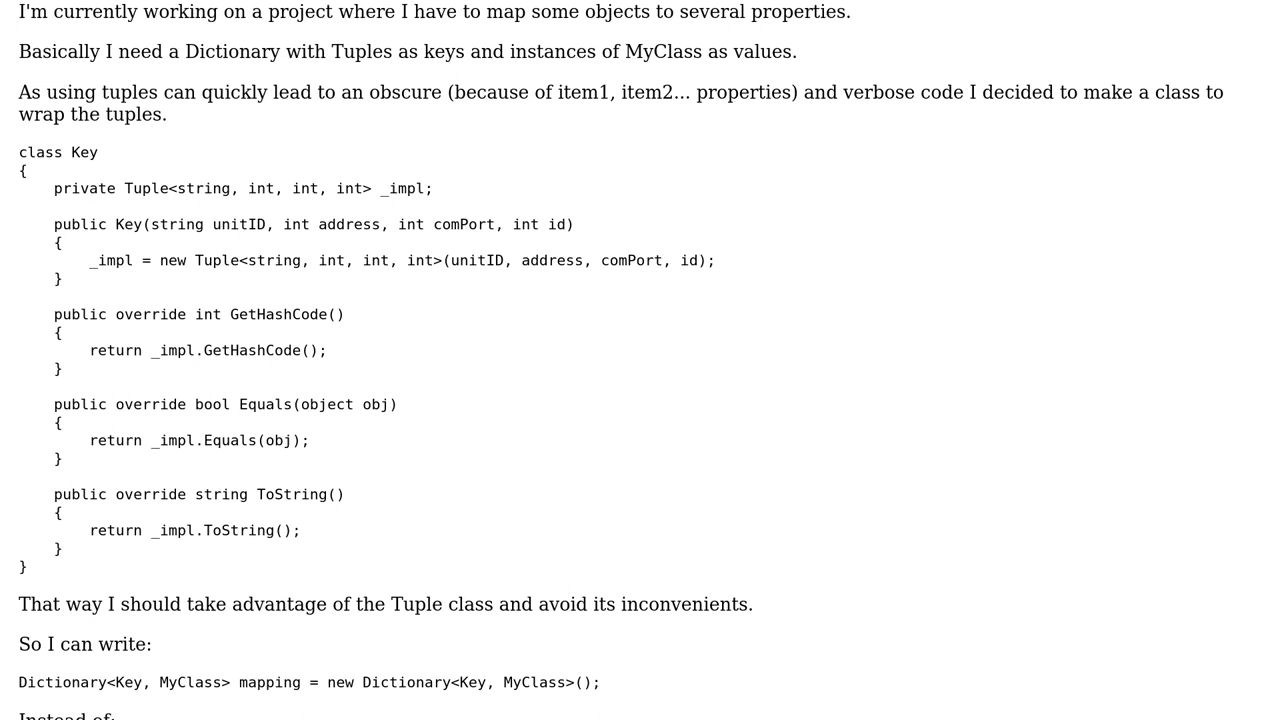 I'm currently working on a project where I have to map some objects to several properties.
Basically I need a Dictionary with Tuples as keys and instances of MyClass as values.
As using tuples can quickly lead to an obscure (because of item1, item2... properties) and verbose code I decided to make a class to
wrap the tuples.
class Key
{
    private Tuple<string, int, int, int> _impl;

    public Key(string unitID, int address, int comPort, int id)
    {
        _impl = new Tuple<string, int, int, int>(unitID, address, comPort, id);
    }

    public override int GetHashCode()
    {
        return _impl.GetHashCode();
    }

    public override bool Equals(object obj)
    {
        return _impl.Equals(obj);
    }

    public override string ToString()
    {
        return _impl.ToString();
    }
}
That way I should take advantage of the Tuple class and avoid its inconvenients.
So I can write:
Dictionary<Key, MyClass> mapping = new Dictionary<Key, MyClass>();
Instead of: